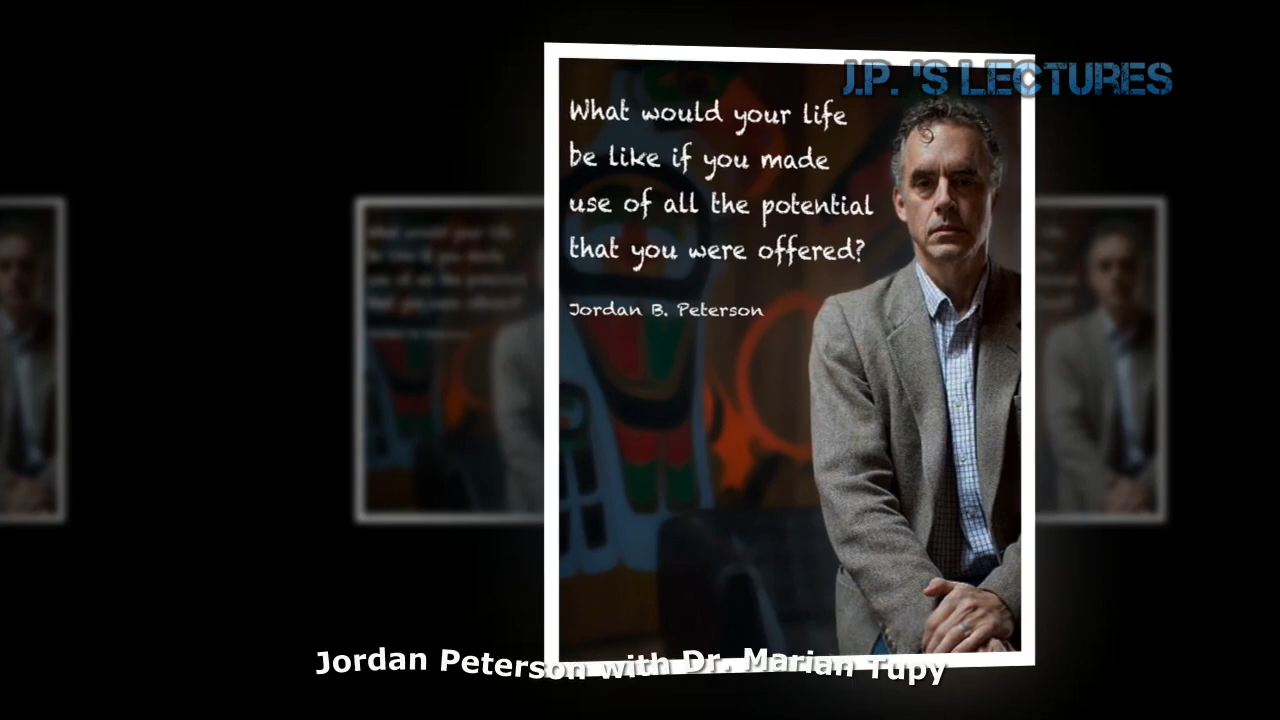 J.P. 'S LECTURES
What would your life
be like if you made
use of all the potential
that you were offered?
Jordan B. Peterson
Jordan Peterson with Dr. Marian Tupy